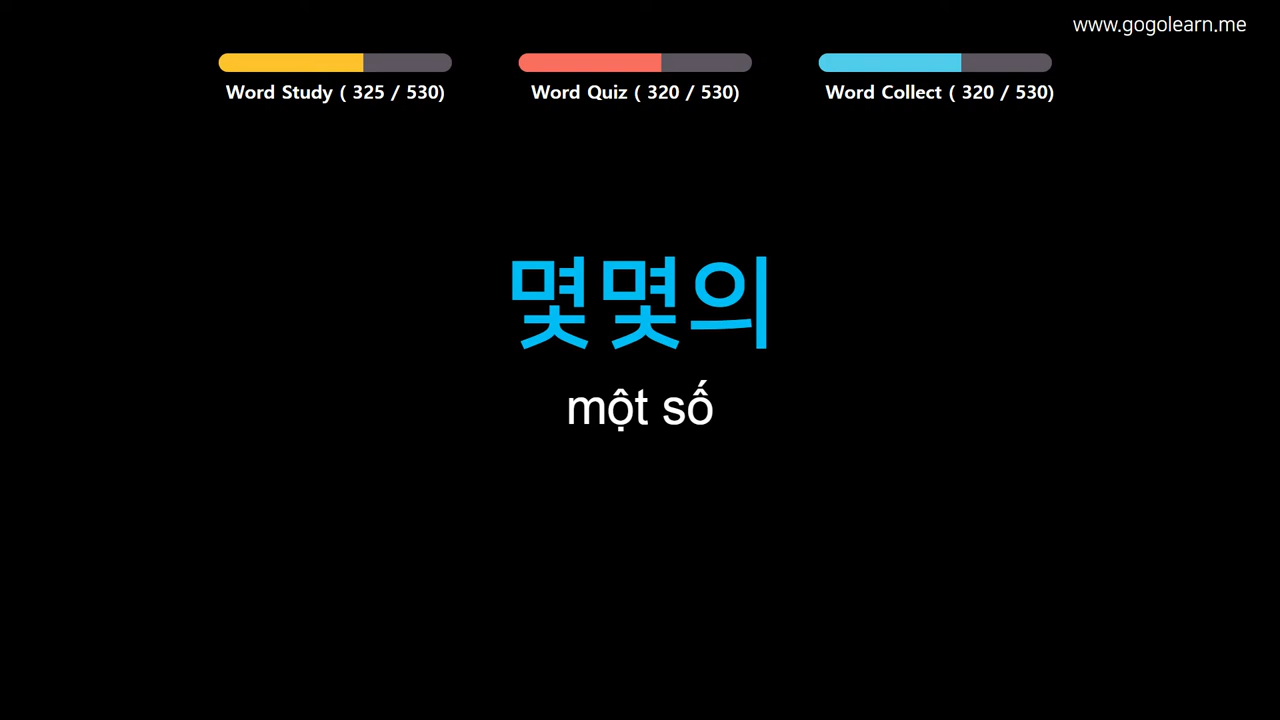 www.gogolearn.me
Word Study ( 325 / 530)
Word Quiz ( 320 / 530)
Word Collect ( 320 / 530)
몇몇의
một số